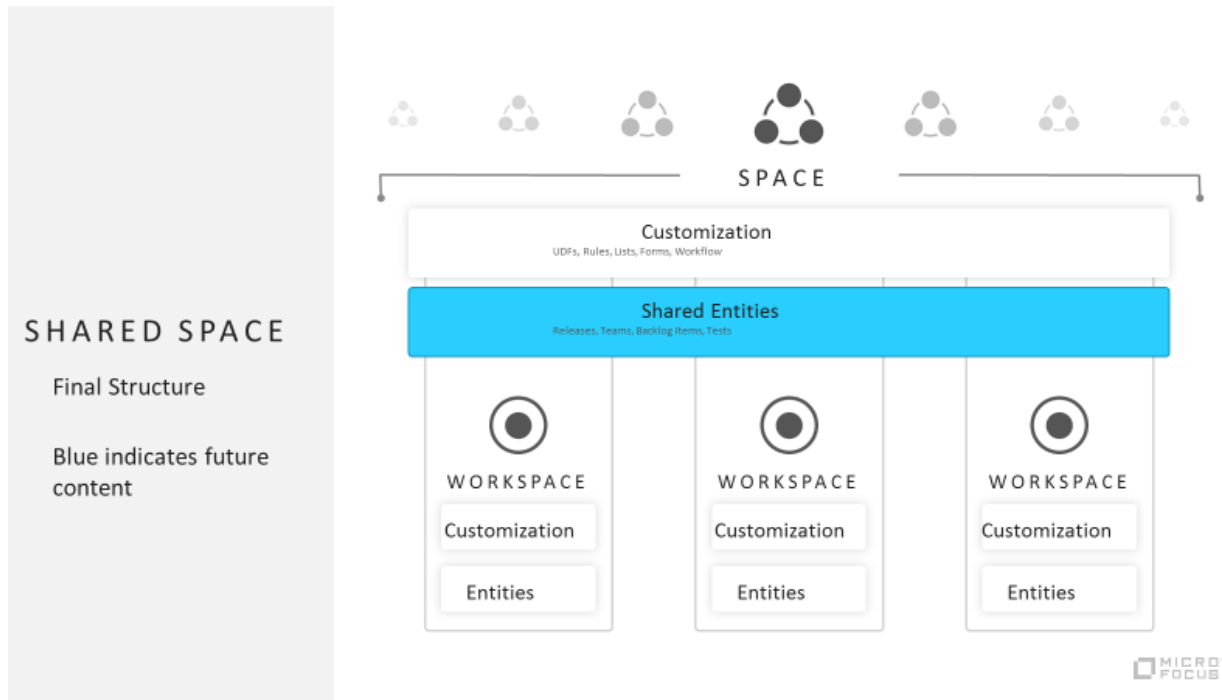 SHARED SPACE
Final Structure
Blue indicates future
content
SPACE
Customization
UDFs, Rules, Lists, Forms, Workflow
Shared Entities
Releases, Teams, Backlog Items, Tests
WORKSPACE
Customization
Entities
WORKSPACE
Customization
Entities
WORKSPACE
Customization
Entities
MICRO
FOCUS